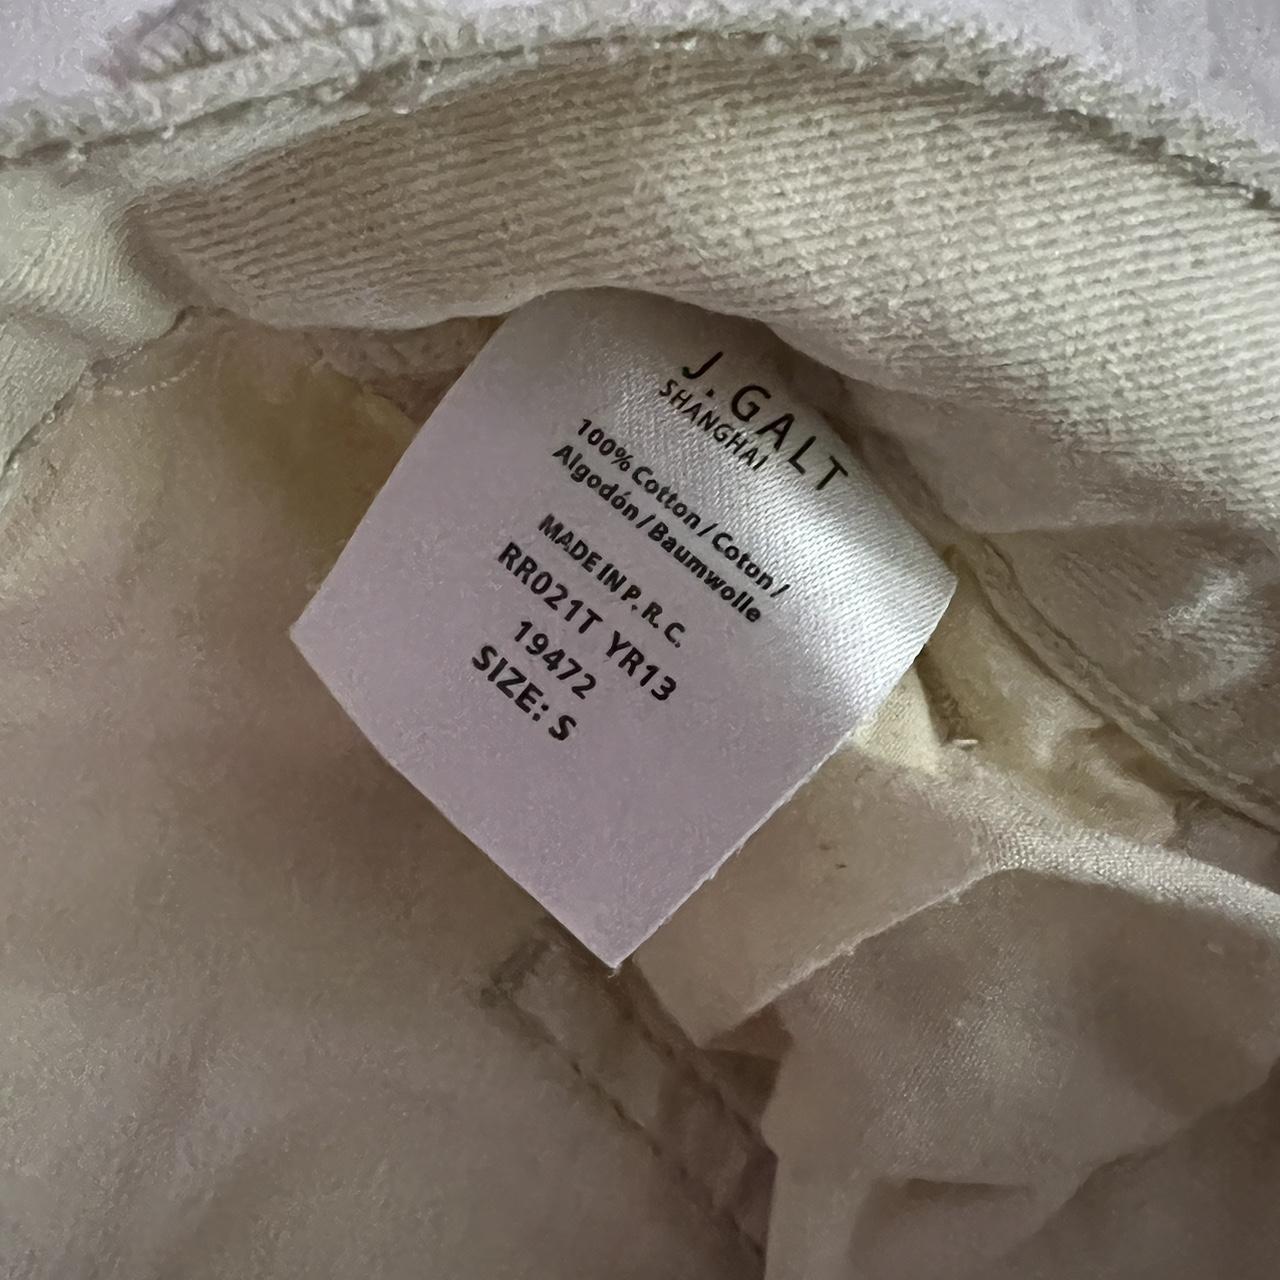 J. GALT
SHANGHAI
100% Cotton / Coton /
Algodón / Baumwolle
MADE IN P. R. C.
RR021T YR13
19472
SIZE: S